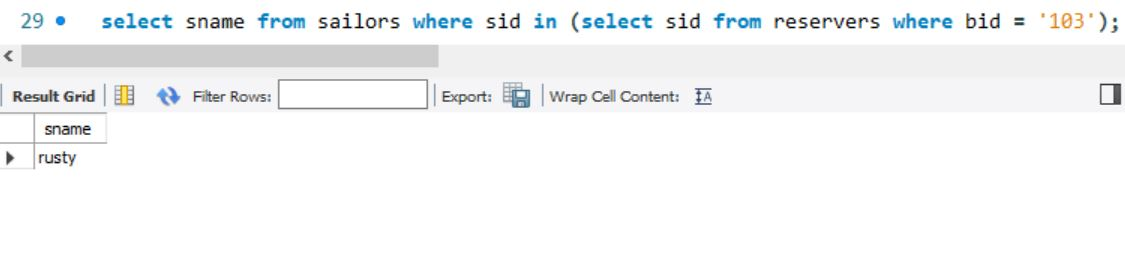 29 select sname from sailors where sid in (select sid from reservers where bid = '103');
Result Grid Filter Rows: Export: Wrap Cell Content: IA
sname
rusty